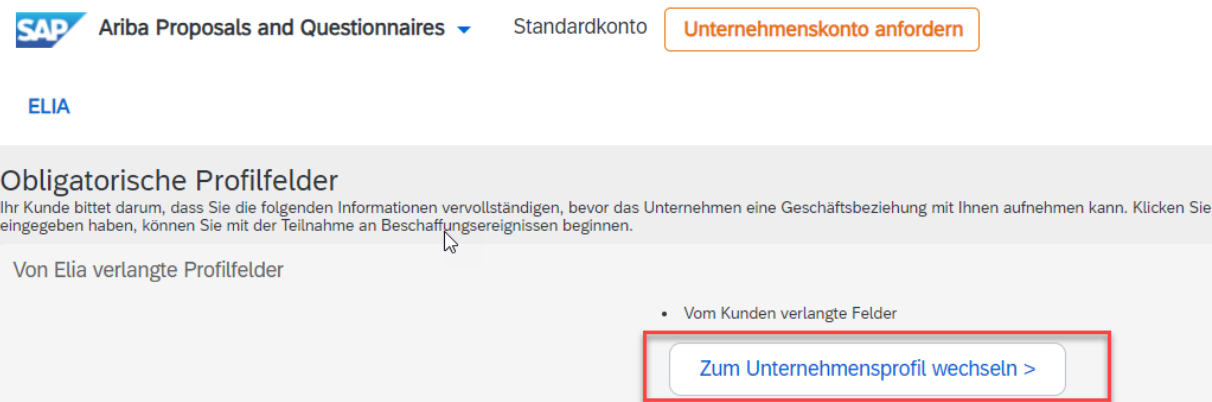 SAP Ariba Proposals and Questionnaires Standardkonto Unternehmenskonto anfordern
ELIA
Obligatorische Profilfelder
Ihr Kunde bittet darum, dass Sie die folgenden Informationen vervollständigen, bevor das Unternehmen eine Geschäftsbeziehung mit Ihnen aufnehmen kann. Klicken Sie
eingegeben haben, können Sie mit der Teilnahme an Beschaffungsereignissen beginnen.
Von Elia verlangte Profilfelder
• Vom Kunden verlangte Felder
Zum Unternehmensprofil wechseln >